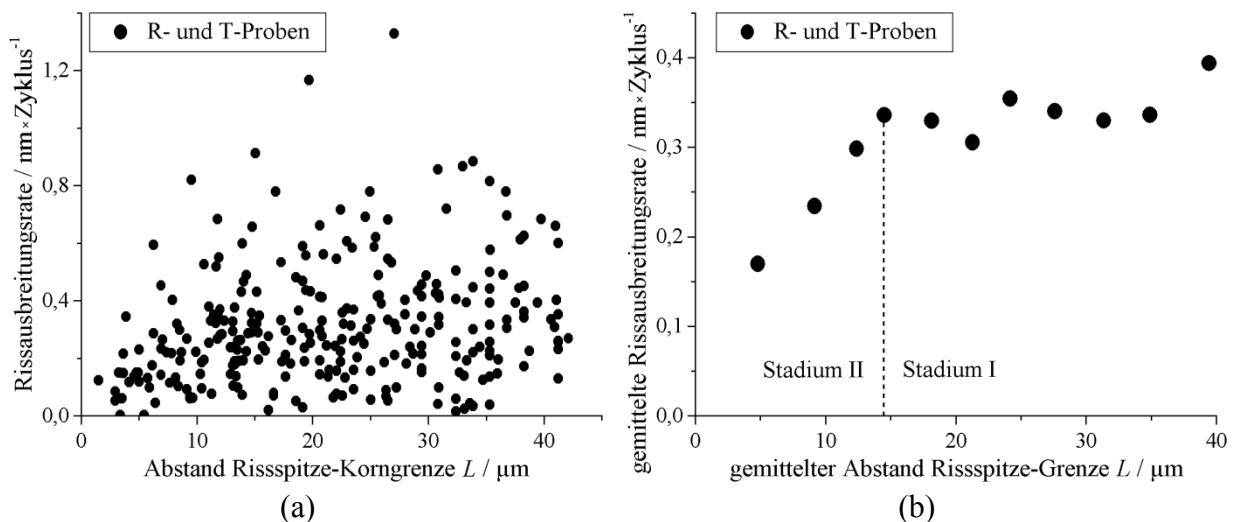 R- und T-Proben
Rissausbreitungsrate / nm×Zyklus⁻¹
1,2
0,8
0,4
0,0
0 10 20 30 40
Abstand Rissspitze-Korngrenze L / µm
(a)
R- und T-Proben
gemittelte Rissausbreitungsrate / nm×Zyklus⁻¹
0,4
0,3
0,2
0,1
0,0
Stadium II Stadium I
0 10 20 30 40
gemittelter Abstand Rissspitze-Grenze L / µm
(b)